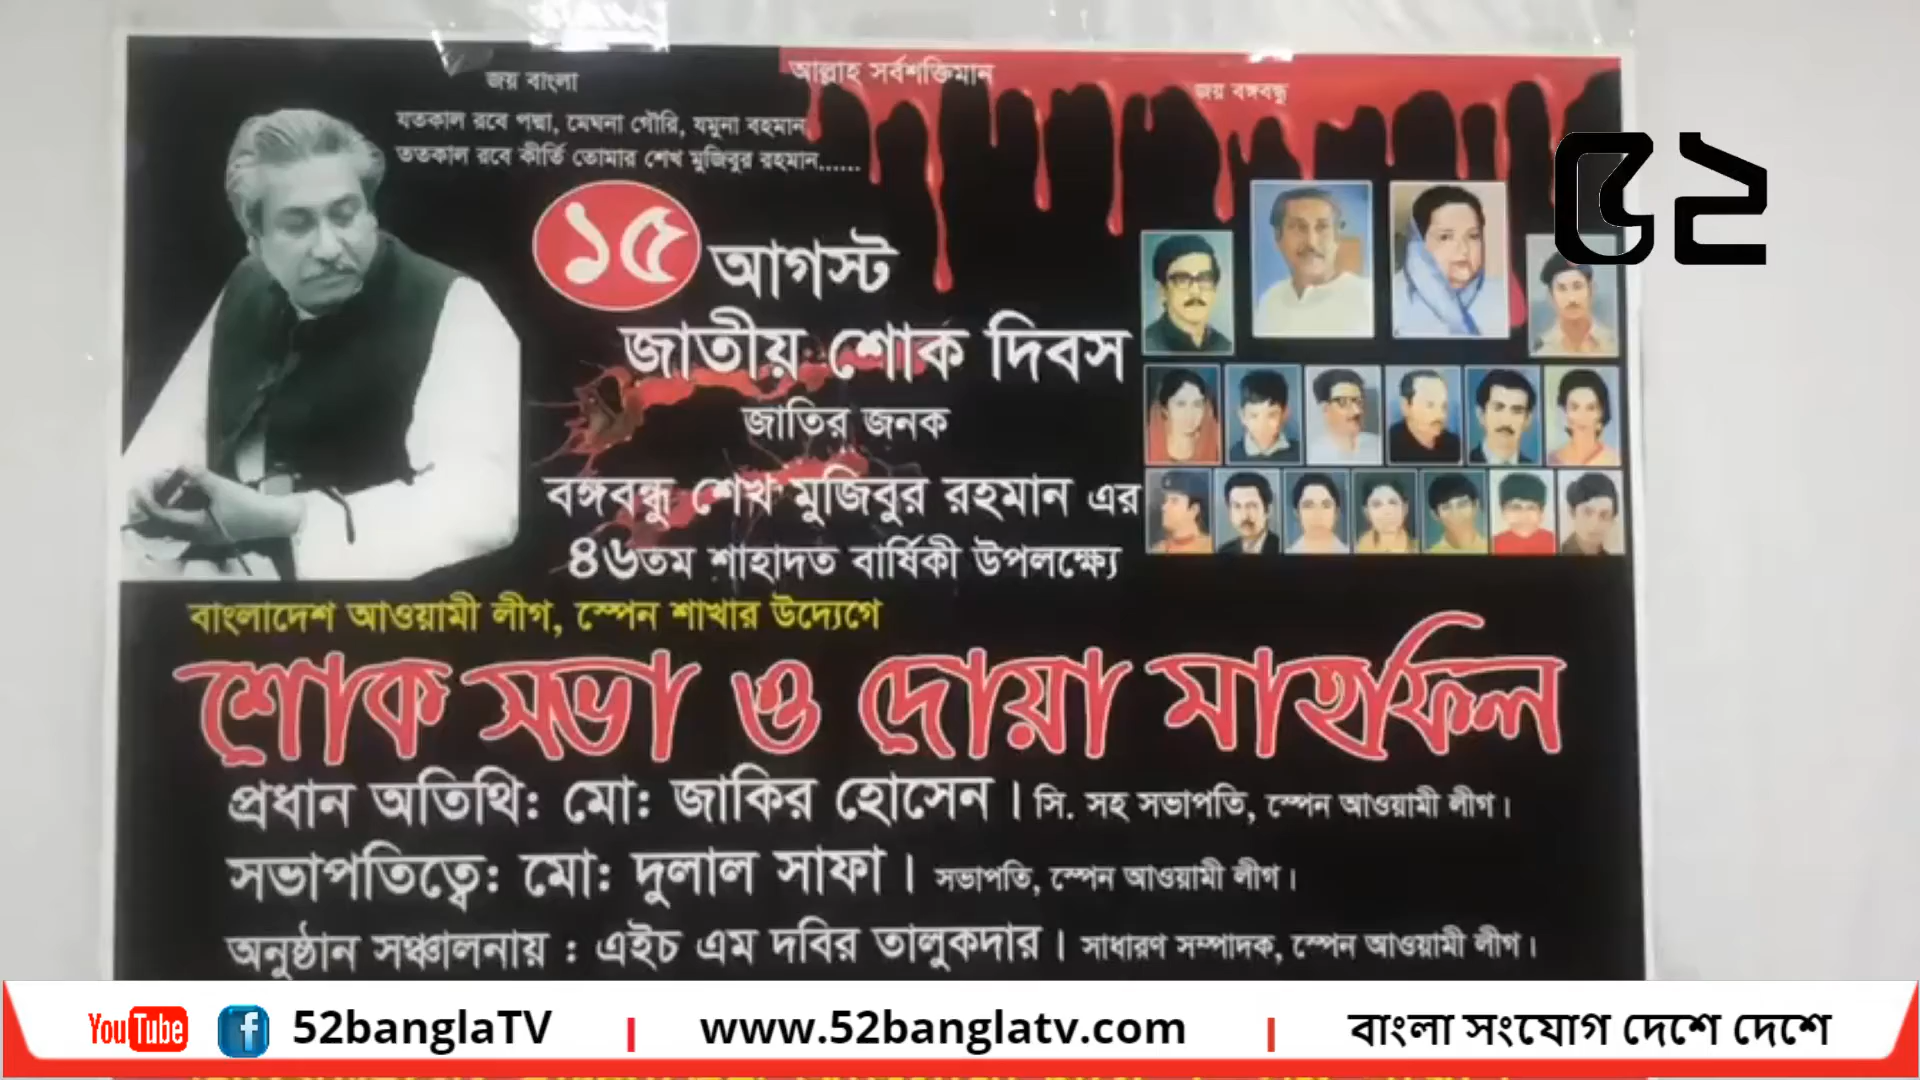 জয় বাংলা
আল্লাহ সর্বশক্তিমান
জয় বঙ্গবন্ধু
যতকাল রবে পদ্মা, মেঘনা গৌরি, যমুনা বহমান
ততকাল রবে কীর্তি তোমার শেখ মুজিবুর রহমান......
৫২
১৫ আগস্ট
জাতীয় শোক দিবস
জাতির জনক
বঙ্গবন্ধু শেখ মুজিবুর রহমান এর
৪৬তম শাহাদত বার্ষিকী উপলক্ষ্যে
বাংলাদেশ আওয়ামী লীগ, স্পেন শাখার উদ্যেগে
শোক সভা ও দোয়া মাহফিল
প্রধান অতিথি: মো: জাকির হোসেন। সি. সহ সভাপতি, স্পেন আওয়ামী লীগ।
সভাপতিত্বে: মো: দুলাল সাফা। সভাপতি, স্পেন আওয়ামী লীগ।
অনুষ্ঠান সঞ্চালনায় : এইচ এম দবির তালুকদার। সাধারণ সম্পাদক, স্পেন আওয়ামী লীগ।
YouTube f 52banglaTV | www.52banglatv.com | বাংলা সংযোগ দেশে দেশে